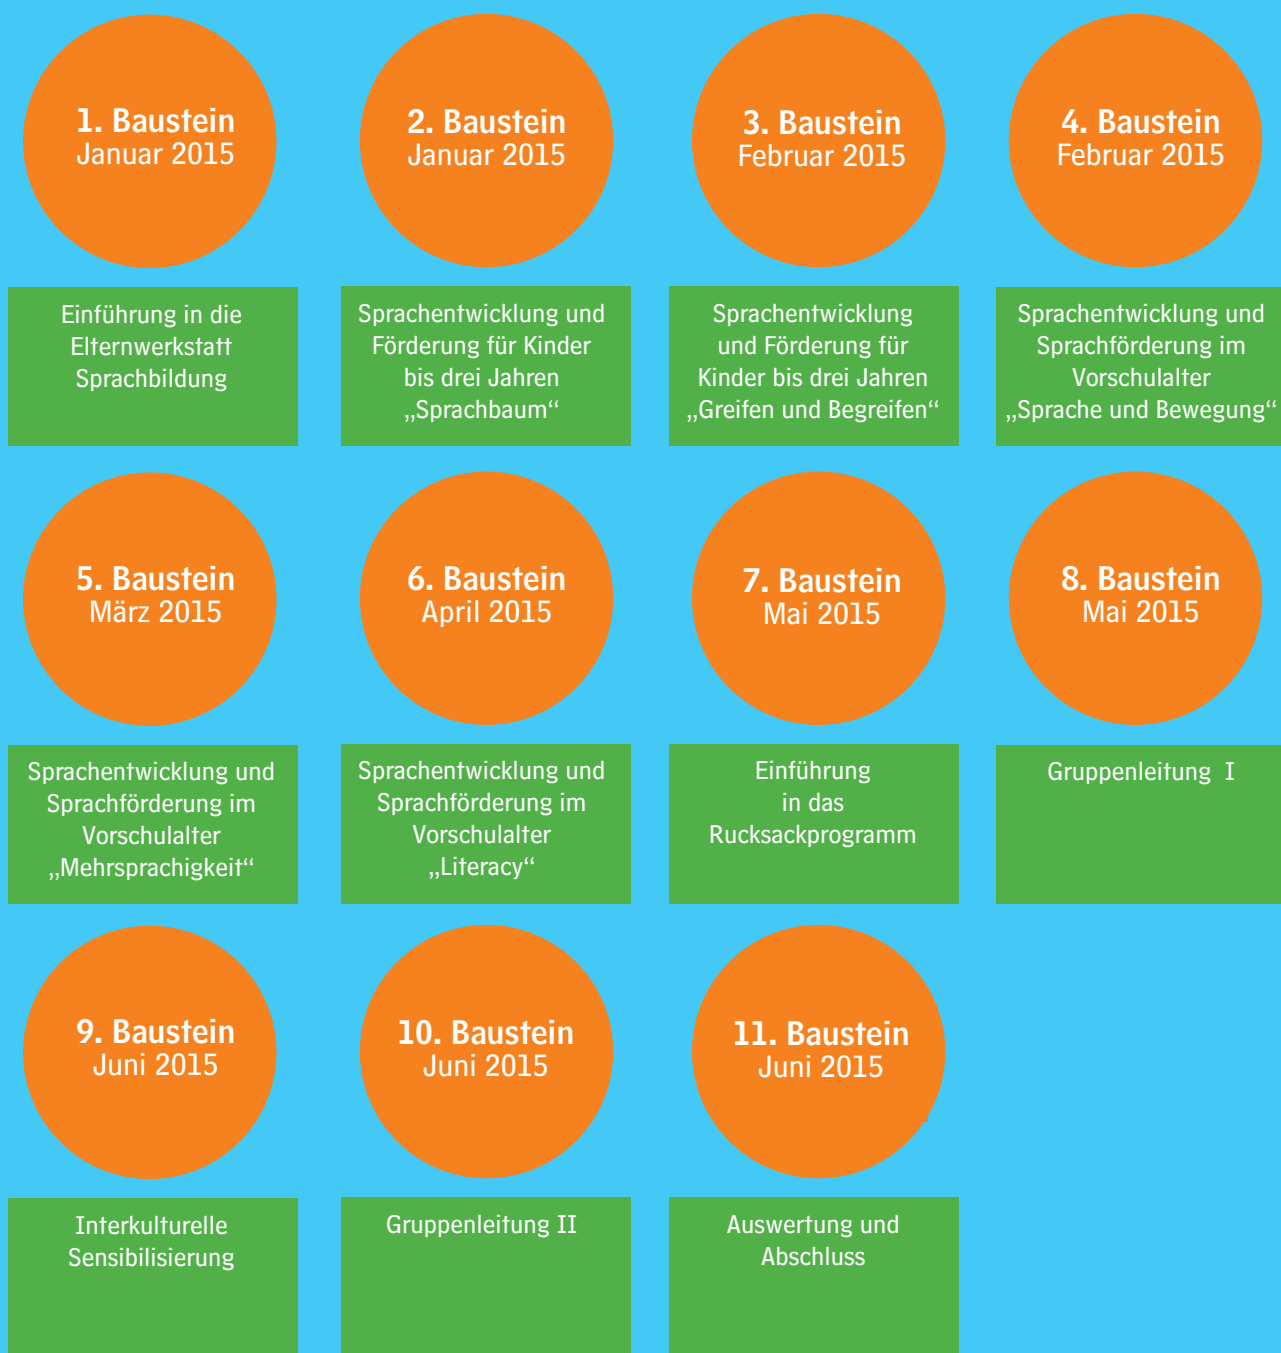 1. Baustein
Januar 2015
Einführung in die
Elternwerkstatt
Sprachbildung
2. Baustein
Januar 2015
Sprachentwicklung und
Förderung für Kinder
bis drei Jahren
„Sprachbaum“
3. Baustein
Februar 2015
Sprachentwicklung
und Förderung für
Kinder bis drei Jahren
„Greifen und Begreifen“
4. Baustein
Februar 2015
Sprachentwicklung und
Sprachförderung im
Vorschulalter
„Sprache und Bewegung“
5. Baustein
März 2015
Sprachentwicklung und
Sprachförderung im
Vorschulalter
„Mehrsprachigkeit“
6. Baustein
April 2015
Sprachentwicklung und
Sprachförderung im
Vorschulalter
„Literacy“
7. Baustein
Mai 2015
Einführung
in das
Rucksackprogramm
8. Baustein
Mai 2015
Gruppenleitung I
9. Baustein
Juni 2015
Interkulturelle
Sensibilisierung
10. Baustein
Juni 2015
Gruppenleitung II
11. Baustein
Juni 2015
Auswertung und
Abschluss